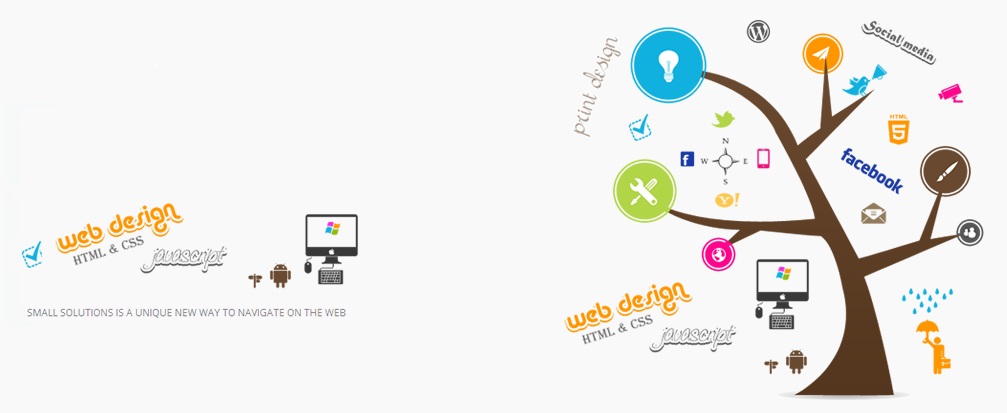 web design
HTML & CSS
javascript
SMALL SOLUTIONS IS A UNIQUE NEW WAY TO NAVIGATE ON THE WEB
print design
Social media
HTML
5
N
W E
S
f
facebook
Y!
web design
HTML & CSS
javascript